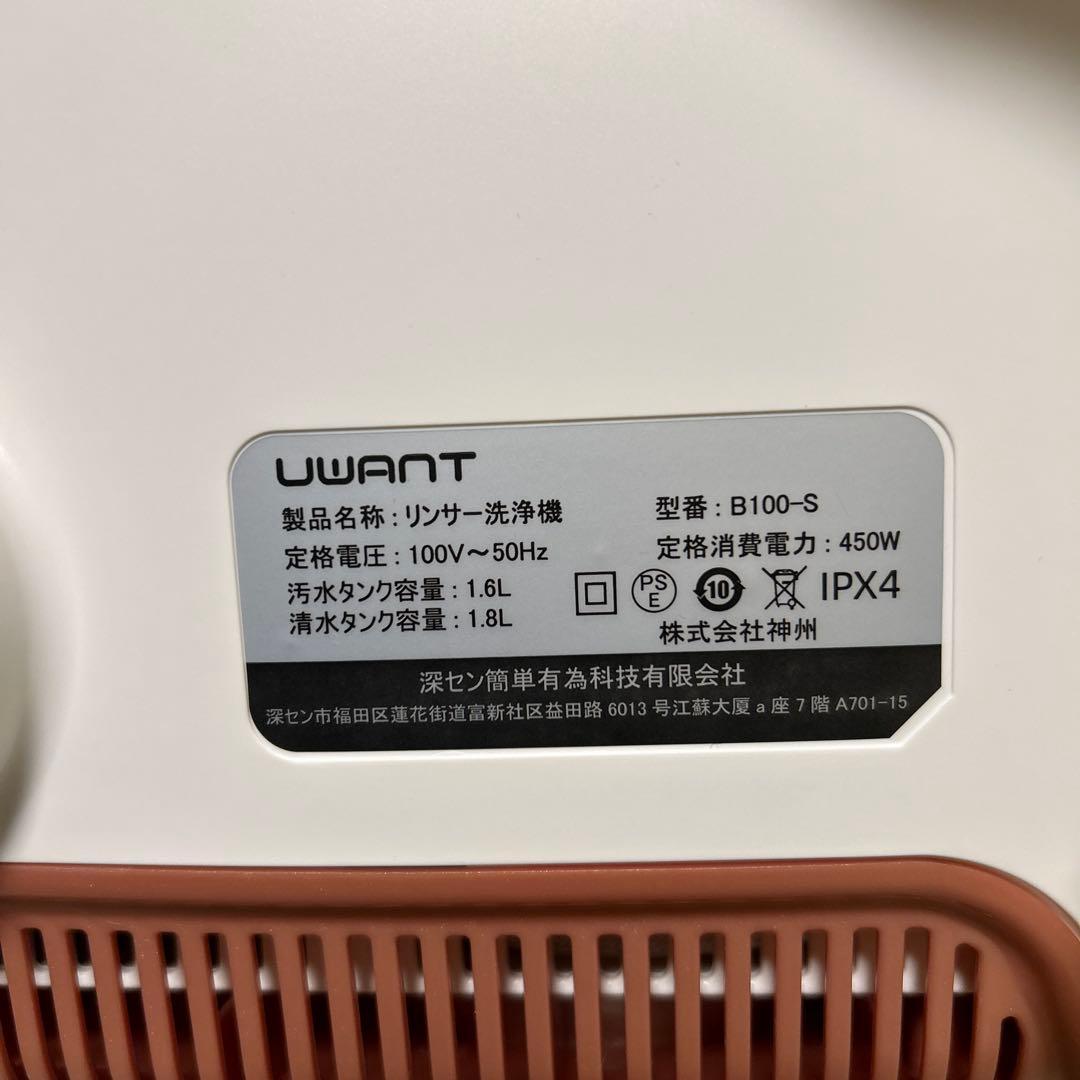 UWANT
製品名称：リンサー洗浄機
型番：B100-S
定格電圧：100V～50Hz
定格消費電力：450W
汚水タンク容量：1.6L
清水タンク容量：1.8L
PS
E
10
IPX4
株式会社神州
深セン簡単有為科技有限会社
深セン市福田区蓮花街道富新社区益田路 6013 号江蘇大厦 a 座 7 階 A701-15